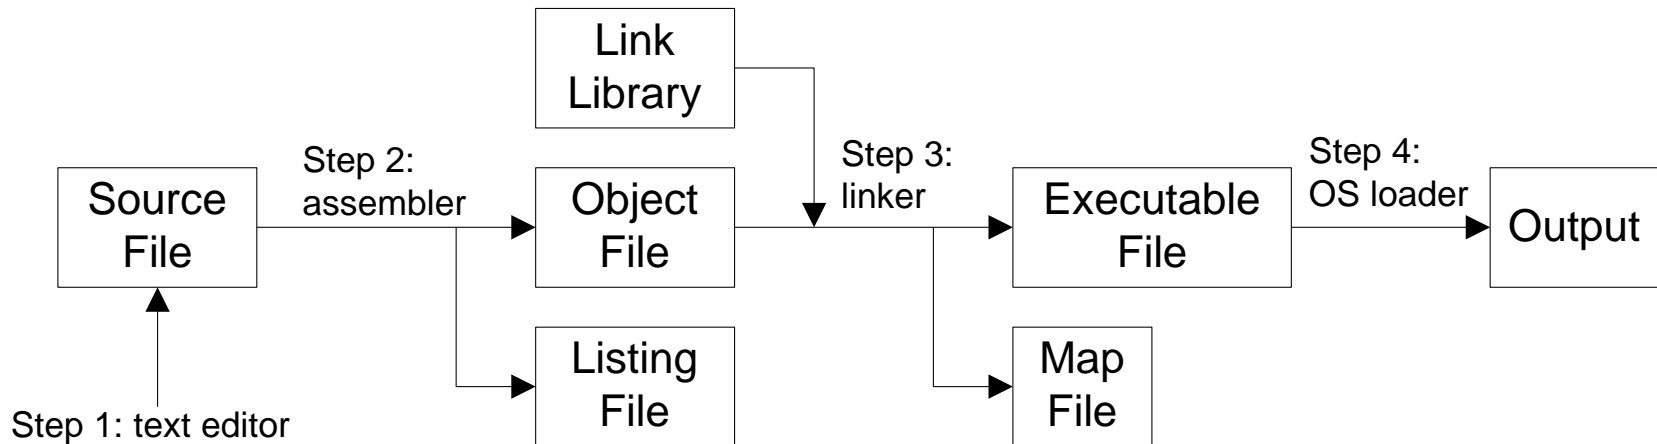 Link
Library
Step 2:
assembler
Step 3:
linker
Step 4:
OS loader
Source
File
Object
File
Executable
File
Output
Listing
File
Map
File
Step 1: text editor